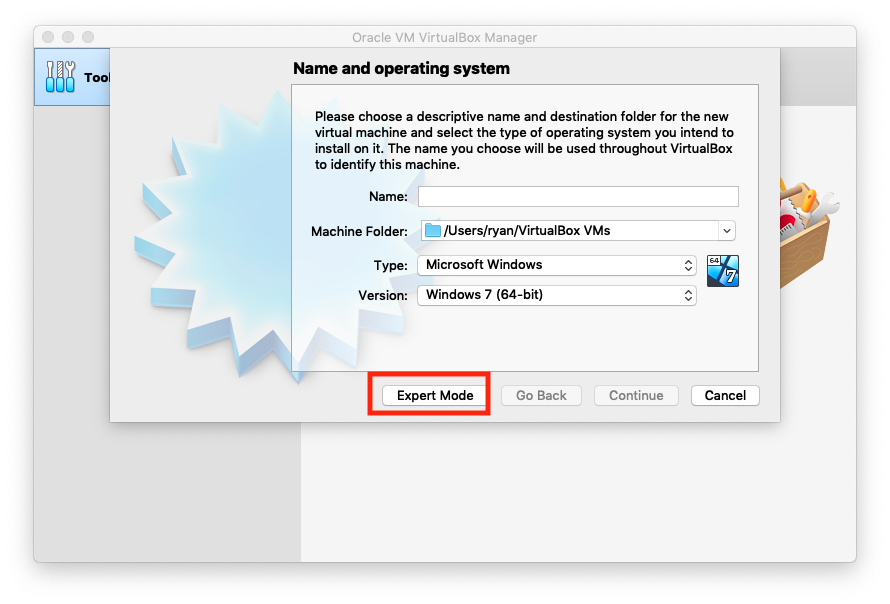 Oracle VM VirtualBox Manager
Tool
Name and operating system
Please choose a descriptive name and destination folder for the new
virtual machine and select the type of operating system you intend to
install on it. The name you choose will be used throughout VirtualBox
to identify this machine.
Name:
Machine Folder: /Users/ryan/VirtualBox VMs
Type: Microsoft Windows
64
7
Version: Windows 7 (64-bit)
Expert Mode Go Back Continue Cancel